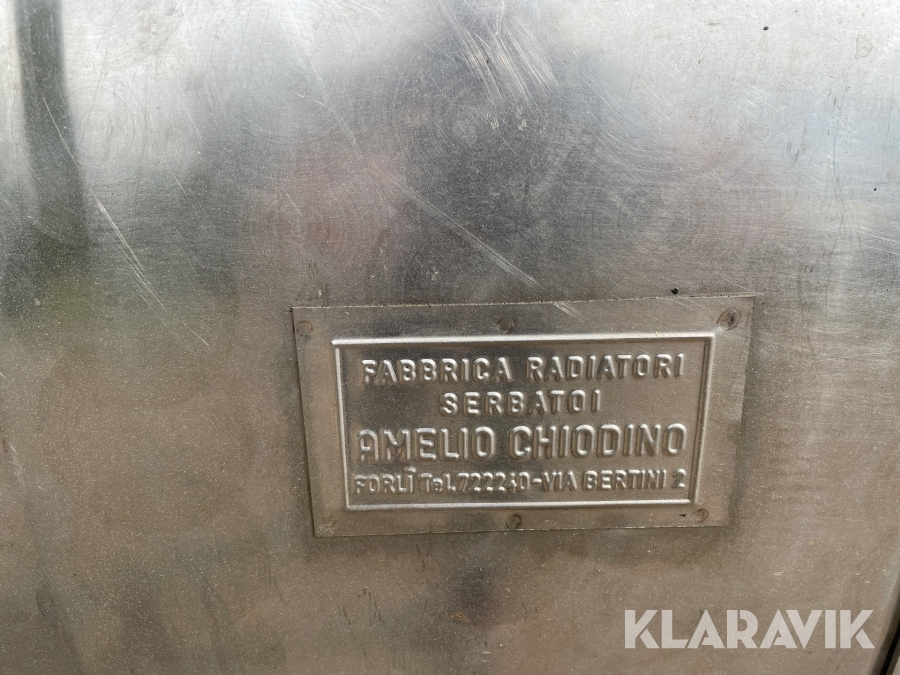 FABBRICA RADIATORI
SERBATOI
AMELIO CHIODINO
FORLÌ Tel.722240-VIA BERTINI 2
KLARAVIK